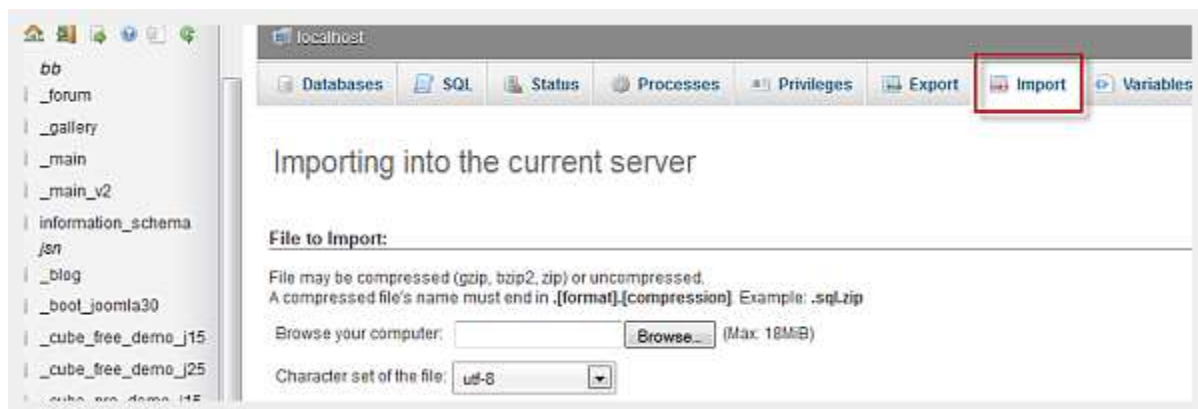 localhost
bb
_forum
_gallery
_main
_main_v2
information_schema
jsn
_blog
_boot_joomla30
_cube_free_demo_j15
_cube_free_demo_j25
_cube_pro_demo_j15
Databases SQL Status Processes Privileges Export Import Variables
Importing into the current server
File to Import:
File may be compressed (gzip, bzip2, zip) or uncompressed.
A compressed file's name must end in .[format].[compression]. Example: .sql.zip
Browse your computer: Browse... (Max: 18MiB)
Character set of the file: utf-8